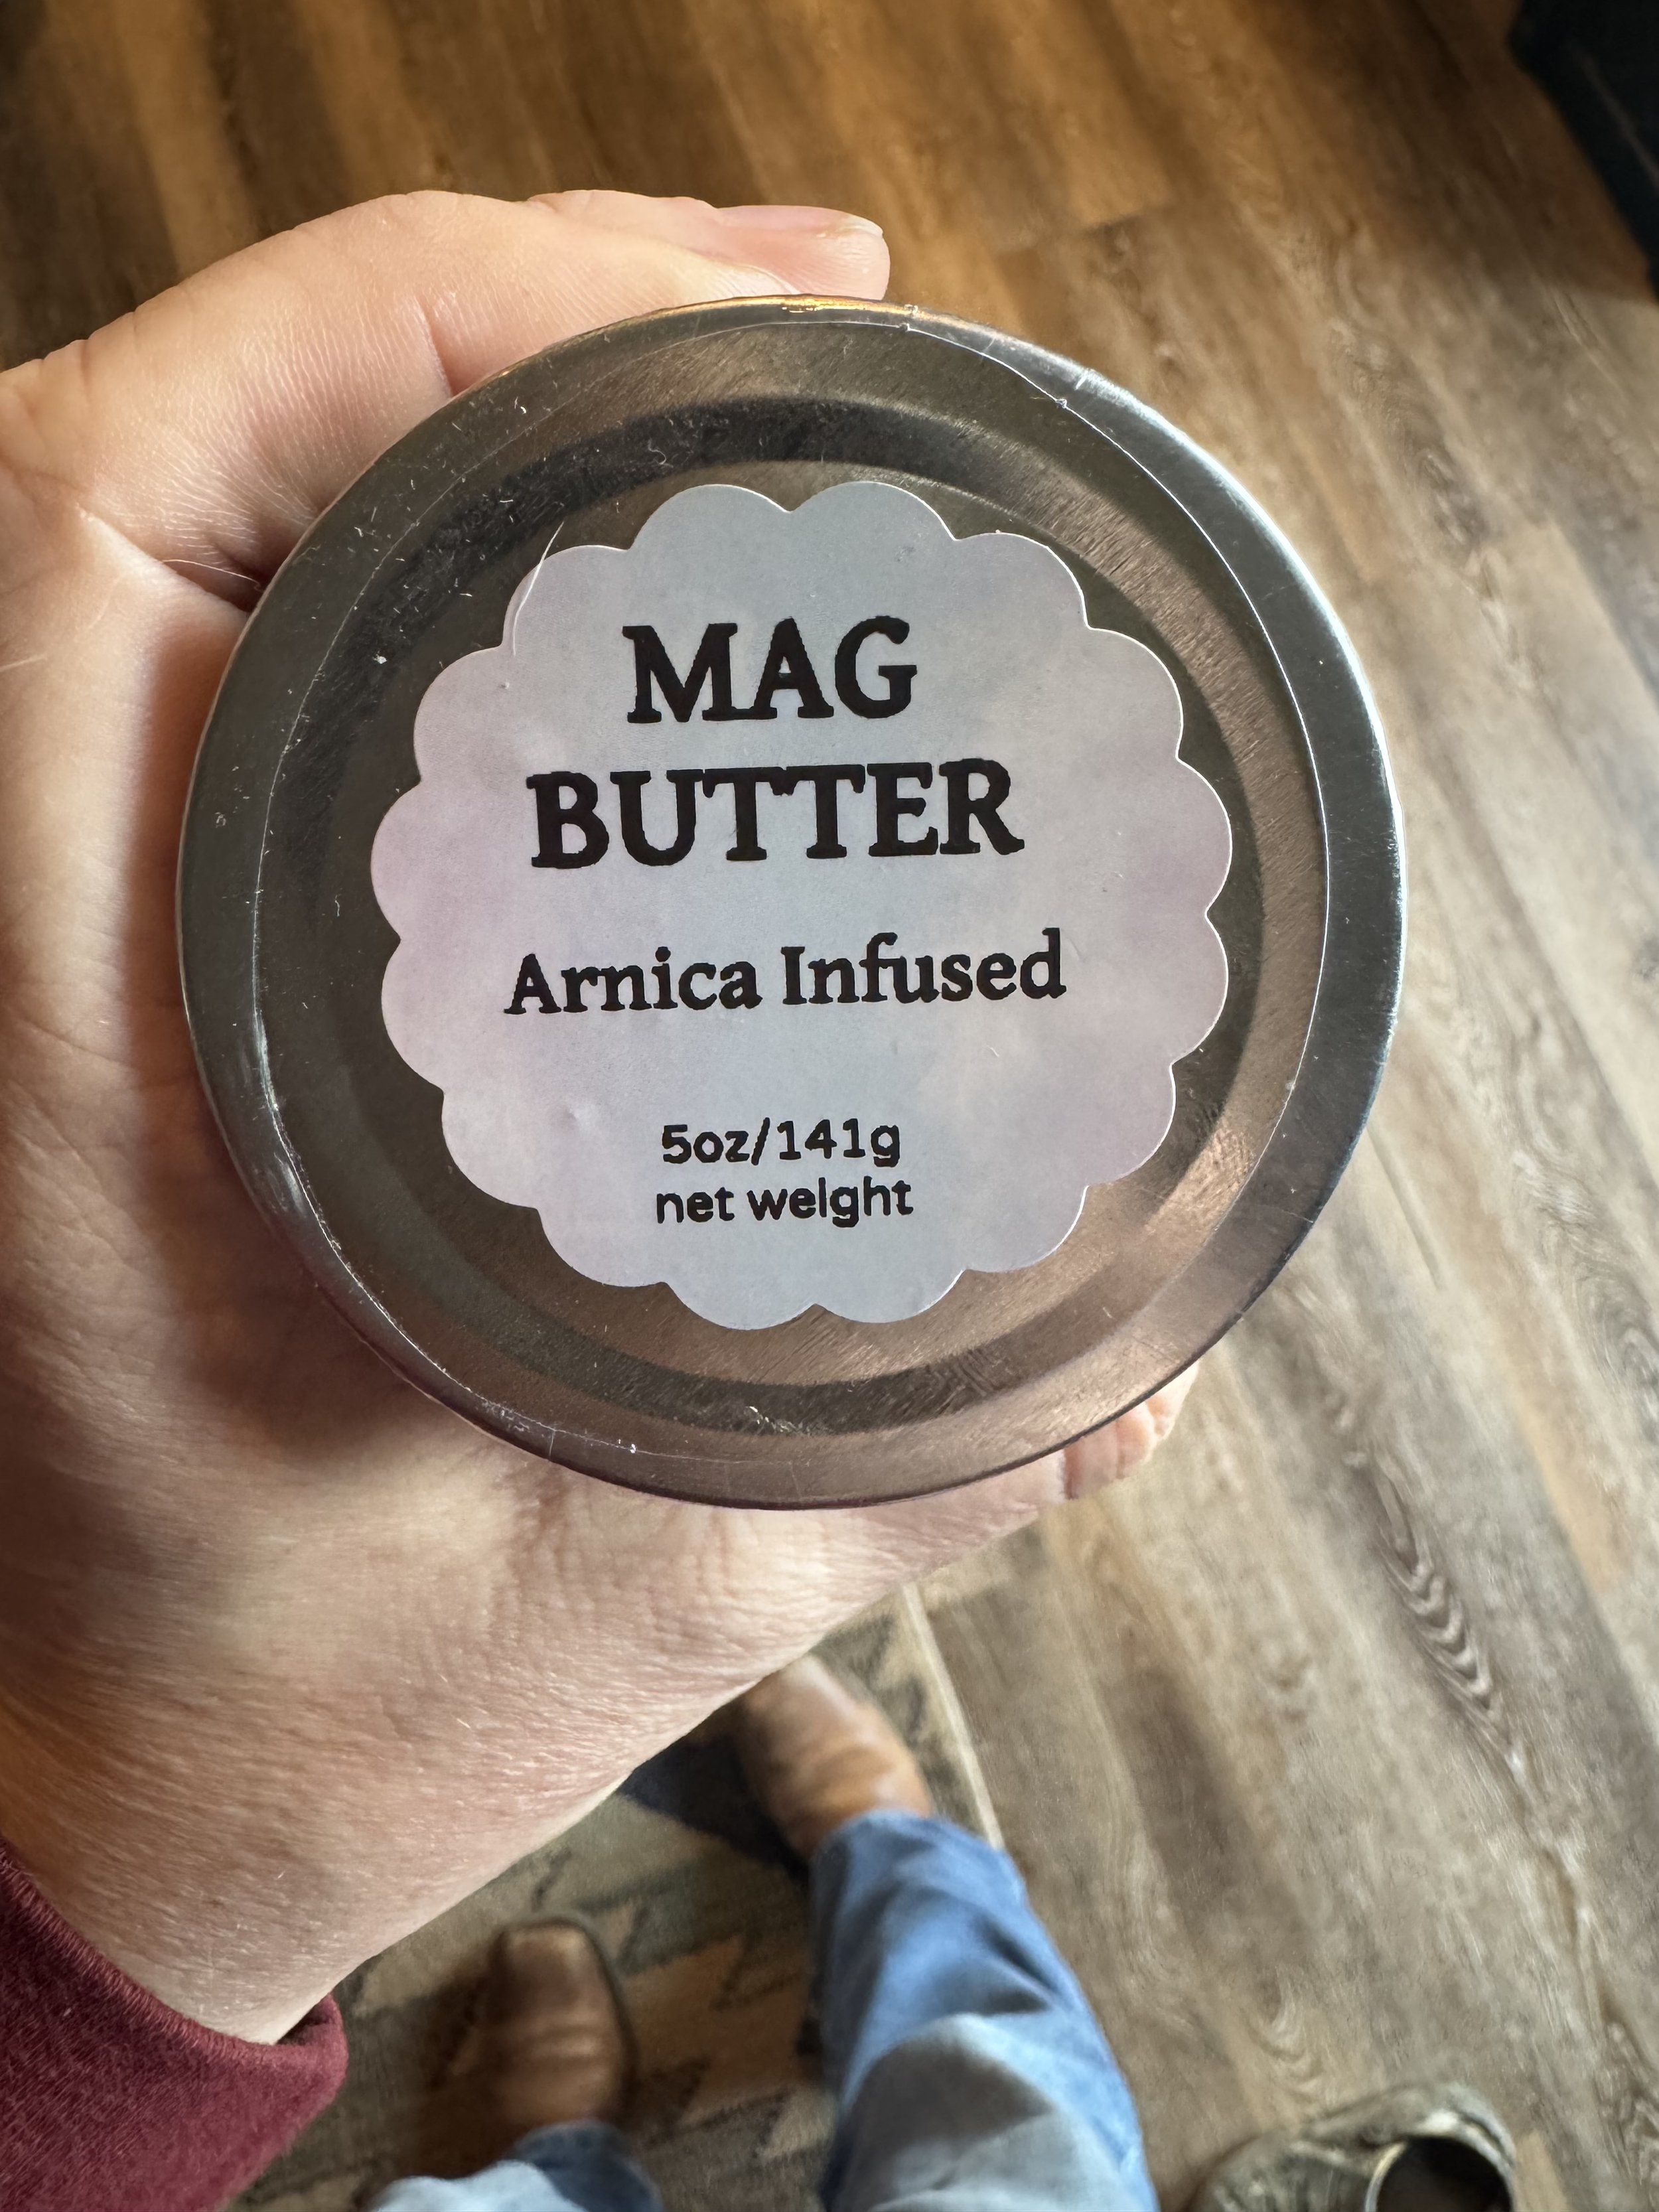 MAG
BUTTER
Arnica Infused
5oz/141g
net weight